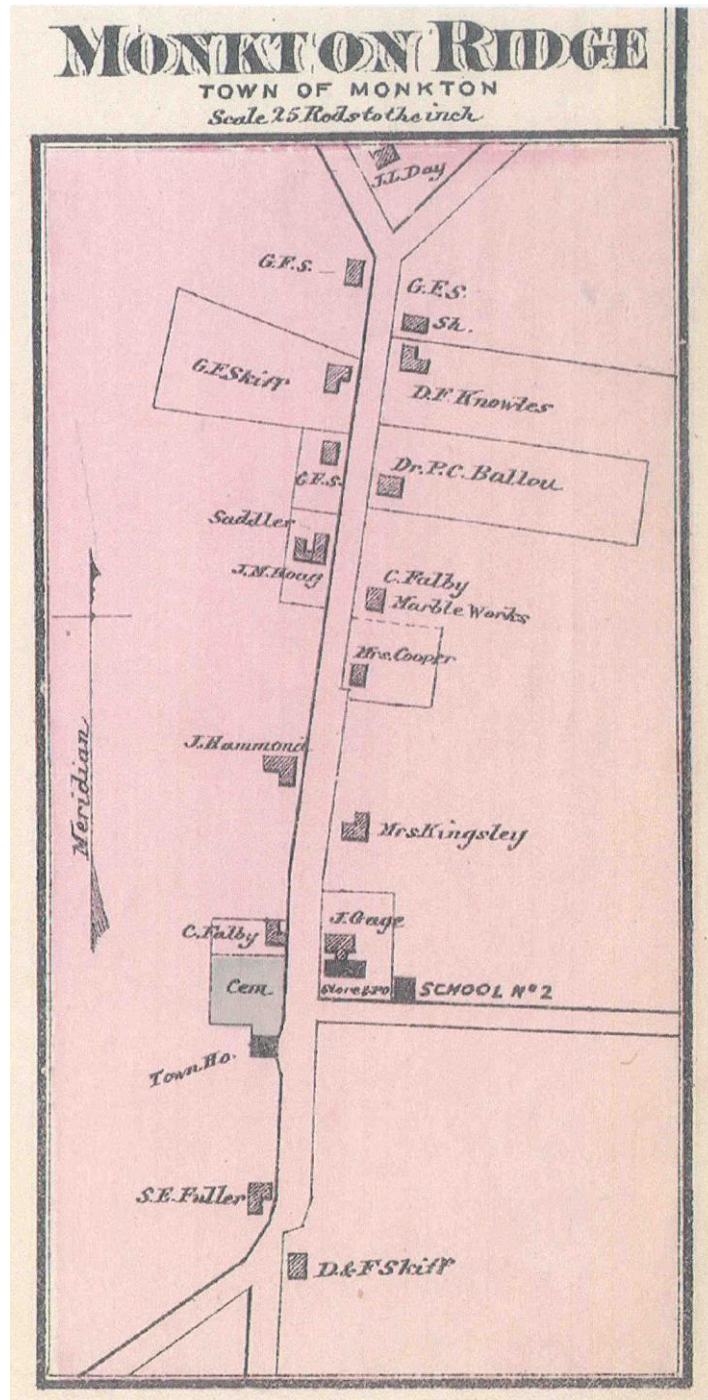 MONKTON RIDGE
TOWN OF MONKTON
Scale 25 Rods to the inch
J.L. Day
G.F.S.
G.F.S.
Sh.
G.F. Skiff
D.F. Knowles
Dr. P.C. Ballou
G.F.S.
Saddler
J.M. Hoag
C. Falby
Marble Works
Mrs. Cooper
J. Hammond
Meridian
Mrs. Kingsley
J. Gage
C. Falby
Cem
Store & PO
SCHOOL No 2
Town Ho.
S.E. Fuller
D. & F Skiff